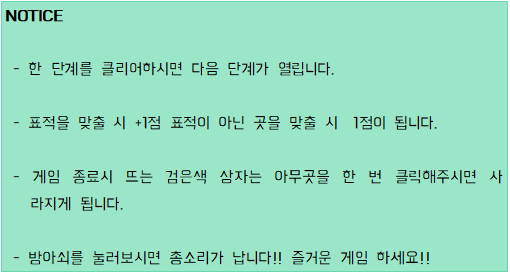 NOTICE
- 한 단계를 클리어하시면 다음 단계가 열립니다.
- 표적을 맞출 시 +1점 표적이 아닌 곳을 맞출 시 1점이 됩니다.
- 게임 종료시 뜨는 검은색 삼자는 아무곳을 한 번 클릭해주시면 사
라지게 됩니다.
- 방아쇠를 눌러보시면 총소리가 납니다!! 즐거운 게임 하세요!!